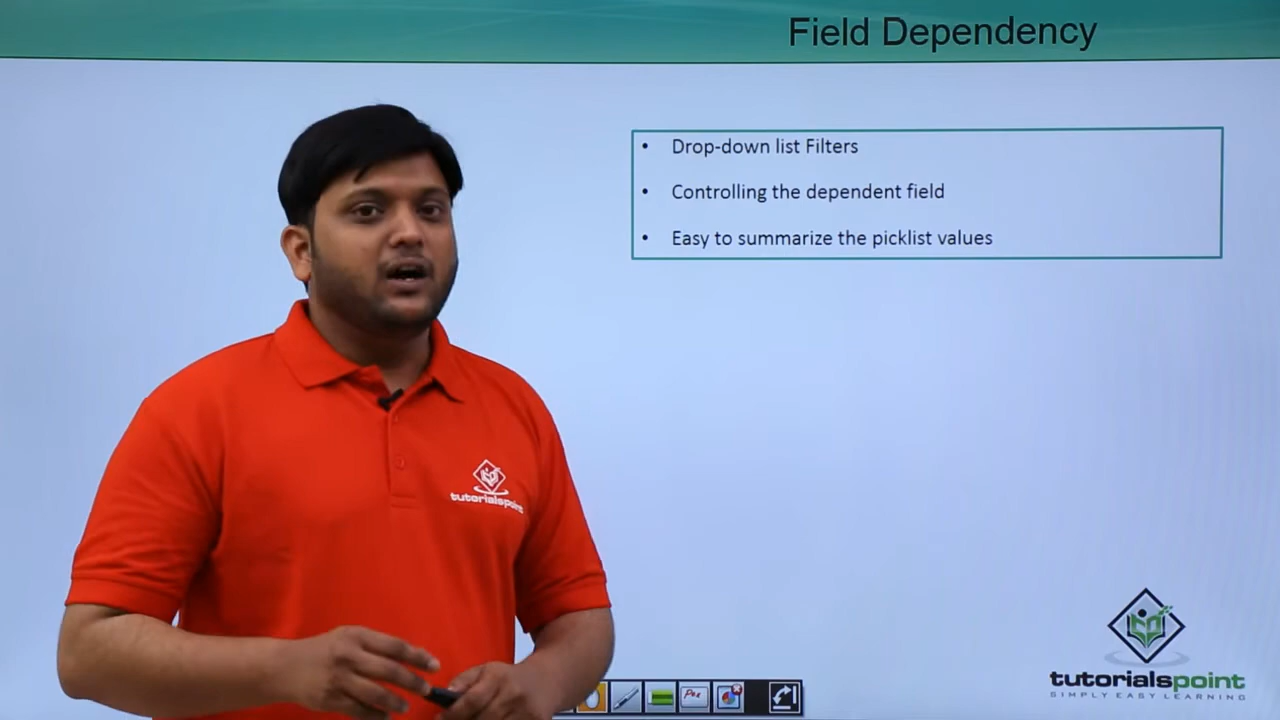 Field Dependency
• Drop-down list Filters
• Controlling the dependent field
• Easy to summarize the picklist values
tutorialspoint
Pen
tutorialspoint
SIMPLY EASY LEARNING